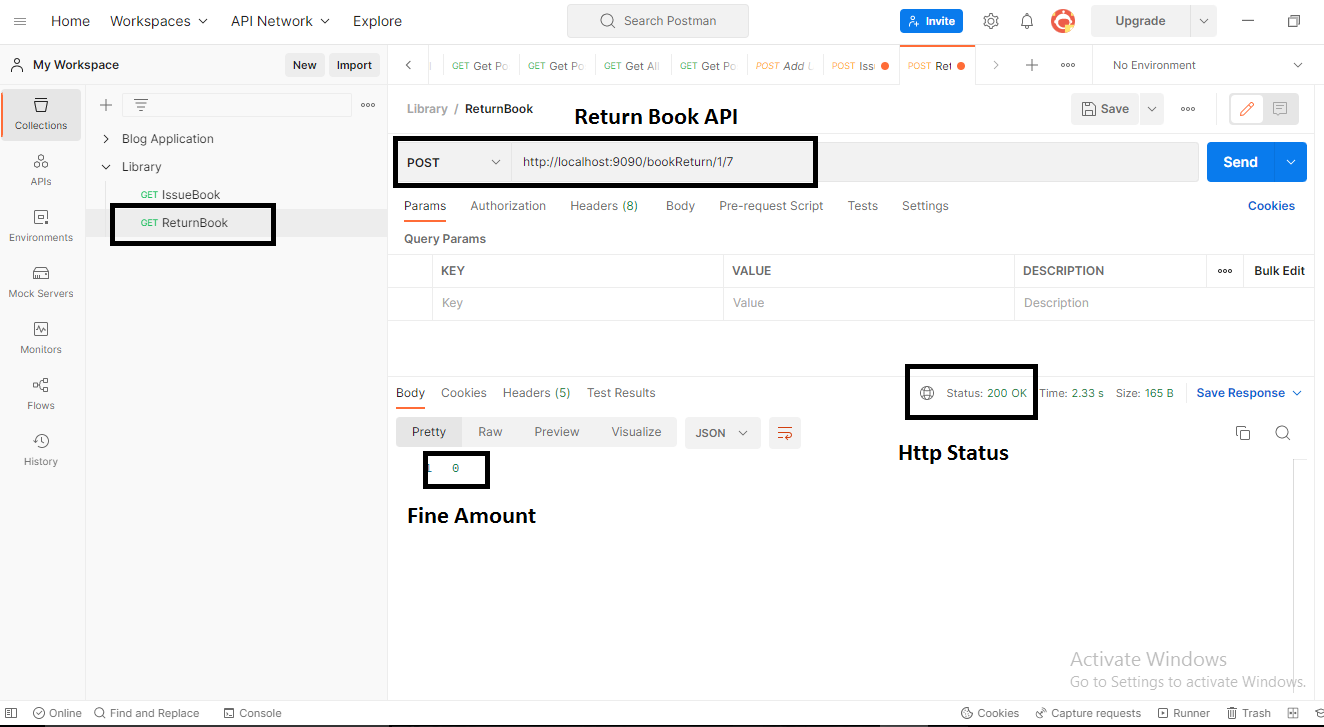 Home Workspaces API Network Explore Search Postman Invite Upgrade
My Workspace New Import GET Get Po GET Get Po GET Get All GET Get Po POST Add L POST Iss POST Ret No Environment
Collections
APIs
Environments
Mock Servers
Monitors
Flows
History
Blog Application
Library
GET IssueBook
GET ReturnBook
Library / ReturnBook Save
Return Book API
POST http://localhost:9090/bookReturn/1/7 Send
Params Authorization Headers (8) Body Pre-request Script Tests Settings Cookies
Query Params
KEY VALUE DESCRIPTION Bulk Edit
Key Value Description
Body Cookies Headers (5) Test Results Status: 200 OK Time: 2.33 s Size: 165 B Save Response
Pretty Raw Preview Visualize JSON
Http Status
1 0
Fine Amount
Activate Windows
Go to Settings to activate Windows.
Online Find and Replace Console Cookies Capture requests Runner Trash